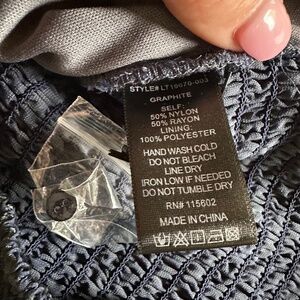 STYLE# LT10070-003
GRAPHITE
SELF:
50% NYLON
50% RAYON
LINING:
100% POLYESTER
HAND WASH COLD
DO NOT BLEACH
LINE DRY
IRON LOW IF NEEDED
DO NOT TUMBLE DRY
RN# 115602
MADE IN CHINA